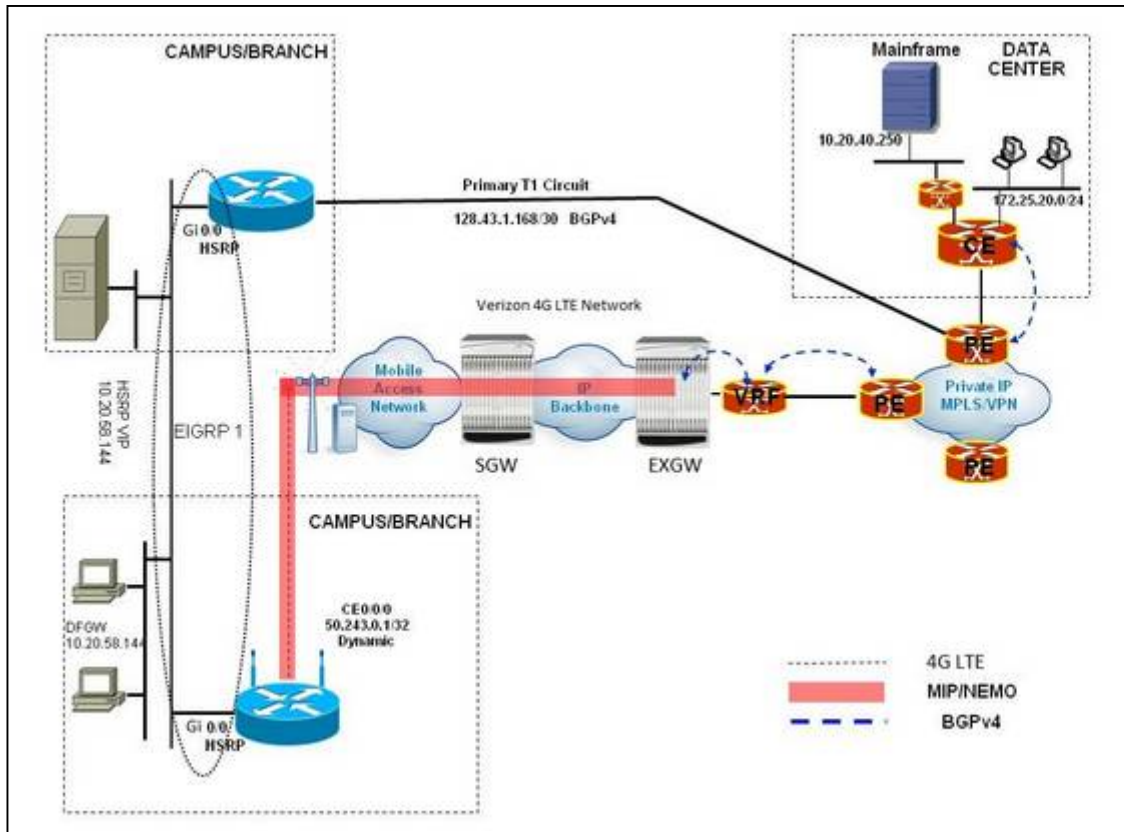 CAMPUS/BRANCH
Gi 0/0
HSRP
Primary T1 Circuit
128.43.1.168/30 BGPv4
Mainframe
DATA
CENTER
10.20.40.250
172.25.20.0/24
CE
PE
Private IP
MPLS/VPN
PE
PE
VRF
Verizon 4G LTE Network
Mobile
Access
Network
IP
Backbone
SGW
EXGW
HSRP VIP
10.20.58.144
EIGRP 1
CAMPUS/BRANCH
CE0/0/0
50.243.0.1/32
Dynamic
DFGW
10.20.58.144
Gi 0/0
HSRP
4G LTE
MIP/NEMO
BGPv4